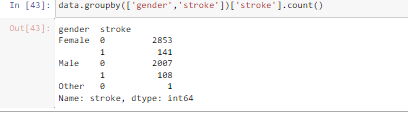 In [43]: data.groupby(['gender','stroke'])['stroke'].count()
Out[43]: gender  stroke
Female  0         2853
        1          141
Male    0         2007
        1          108
Other   0            1
Name: stroke, dtype: int64